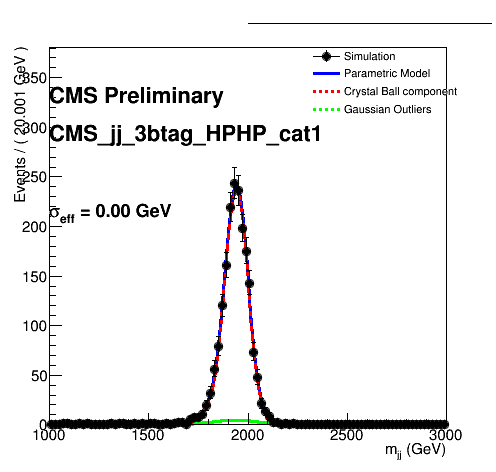 Simulation
Parametric Model
Crystal Ball component
Gaussian Outliers
CMS Preliminary
CMS_jj_3btag_HPHP_cat1
σeff = 0.00 GeV
Events / ( 20.001 GeV )
350
300
250
200
150
100
50
0
1000 1500 2000 2500 3000
mjj (GeV)